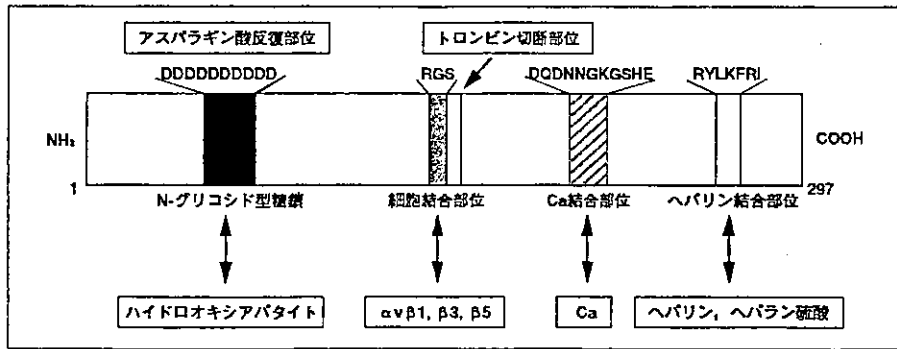 アスパラギン酸反復部位
トロンビン切断部位
DDDDDDDDDD
RGS
DQDNNGKGSHE
RYLKFRI
NH₂
COOH
1
297
N-グリコシド型糖鎖
細胞結合部位
Ca結合部位
ヘパリン結合部位
ハイドロオキシアパタイト
αvβ1, β3, β5
Ca
ヘパリン，ヘパラン硫酸